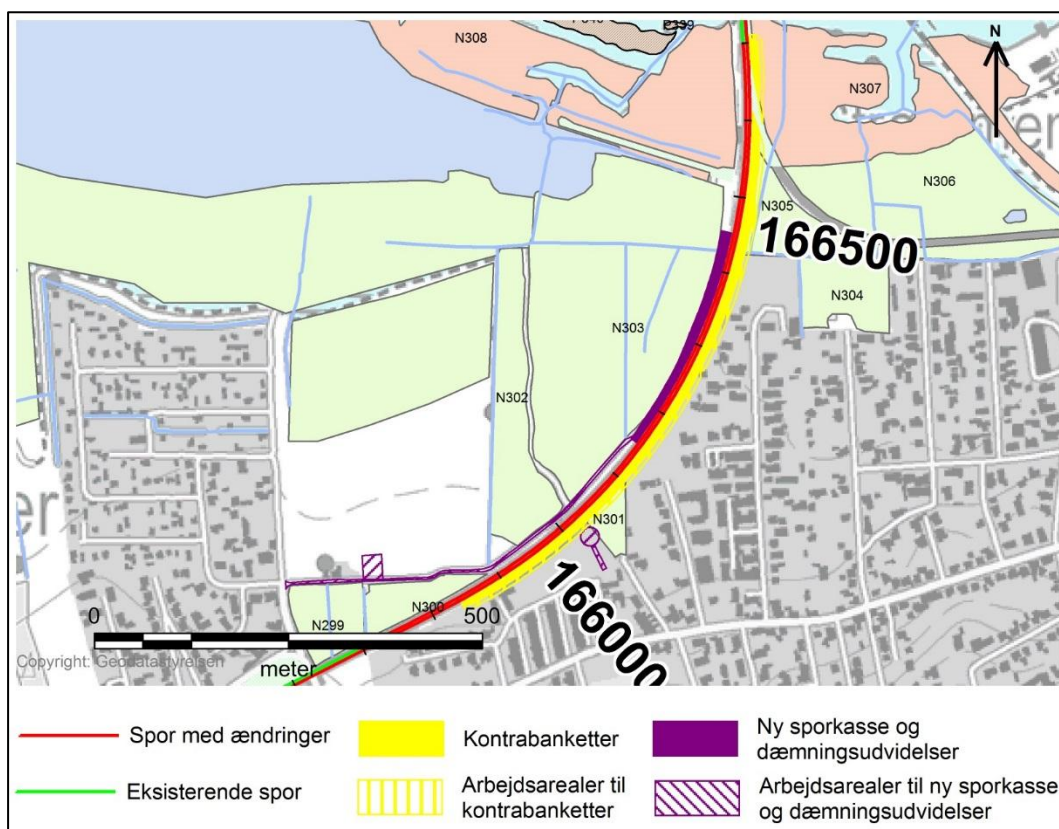 N308
N
N307
N306
N305
166500
N304
N303
N302
N301
0
500
N300
166000
N299
Copyright: Geodatastyrelsen
meter
Spor med ændringer
Kontrabanketter
Ny sporkasse og
dæmningsudvidelser
Eksisterende spor
Arbejdsarealer til
kontrabanketter
Arbejdsarealer til ny sporkasse
og dæmningsudvidelser